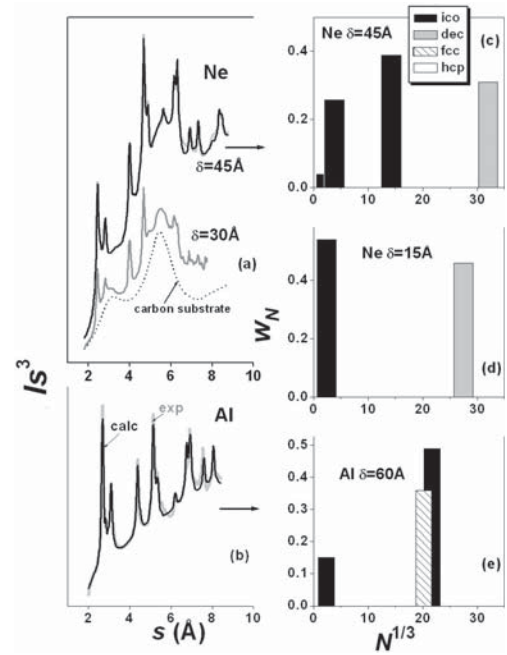 Ne
δ=45Å
δ=30Å
(a)
carbon substrate
Is³
Al
calc
exp
(b)
2 4 6 8 10
s (Å)
ico
dec
fcc
hcp
Ne δ=45Å
(c)
0.4
0.2
0.0
0 10 20 30
Ne δ=15Å
(d)
w_N
0.4
0.2
0.0
0 10 20 30
Al δ=60A
(e)
0.5
0.4
0.3
0.2
0.1
0.0
0 10 20 30
N^1/3